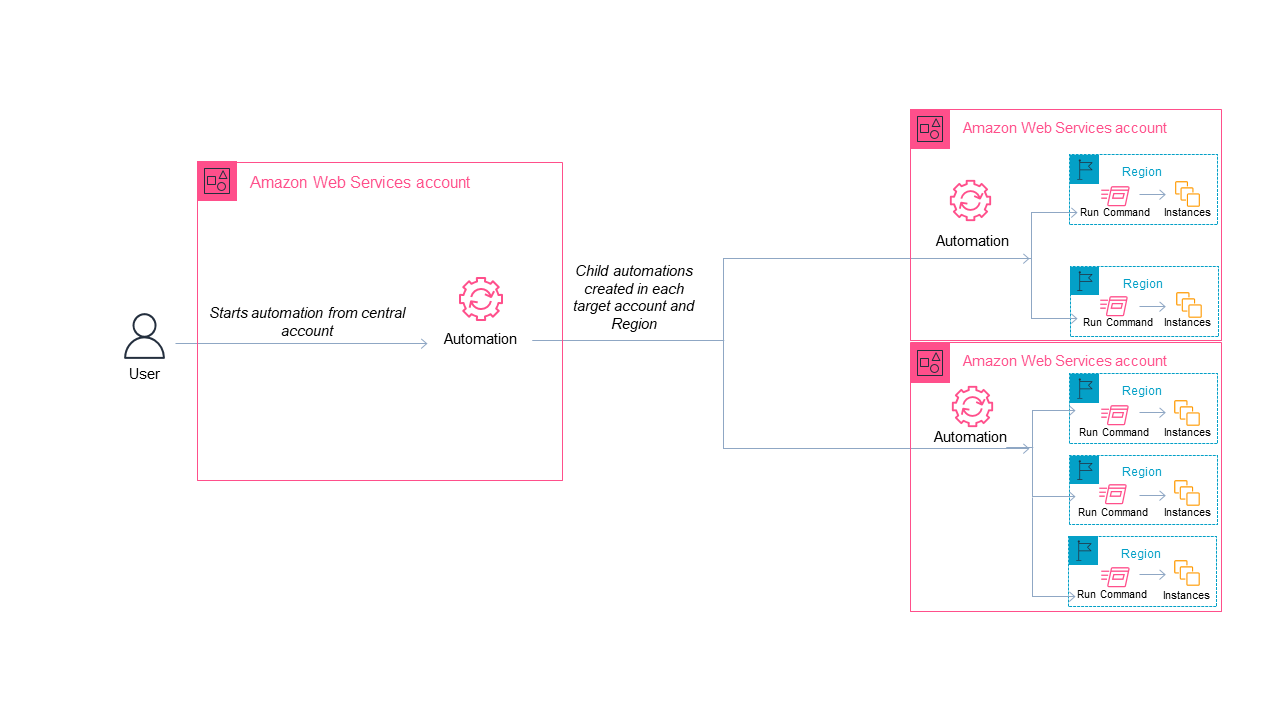 User
Amazon Web Services account
Starts automation from central
account
Automation
Child automations
created in each
target account and
Region
Amazon Web Services account
Automation
Region
Run Command
Instances
Region
Run Command
Instances
Amazon Web Services account
Automation
Region
Run Command
Instances
Region
Run Command
Instances
Region
Run Command
Instances